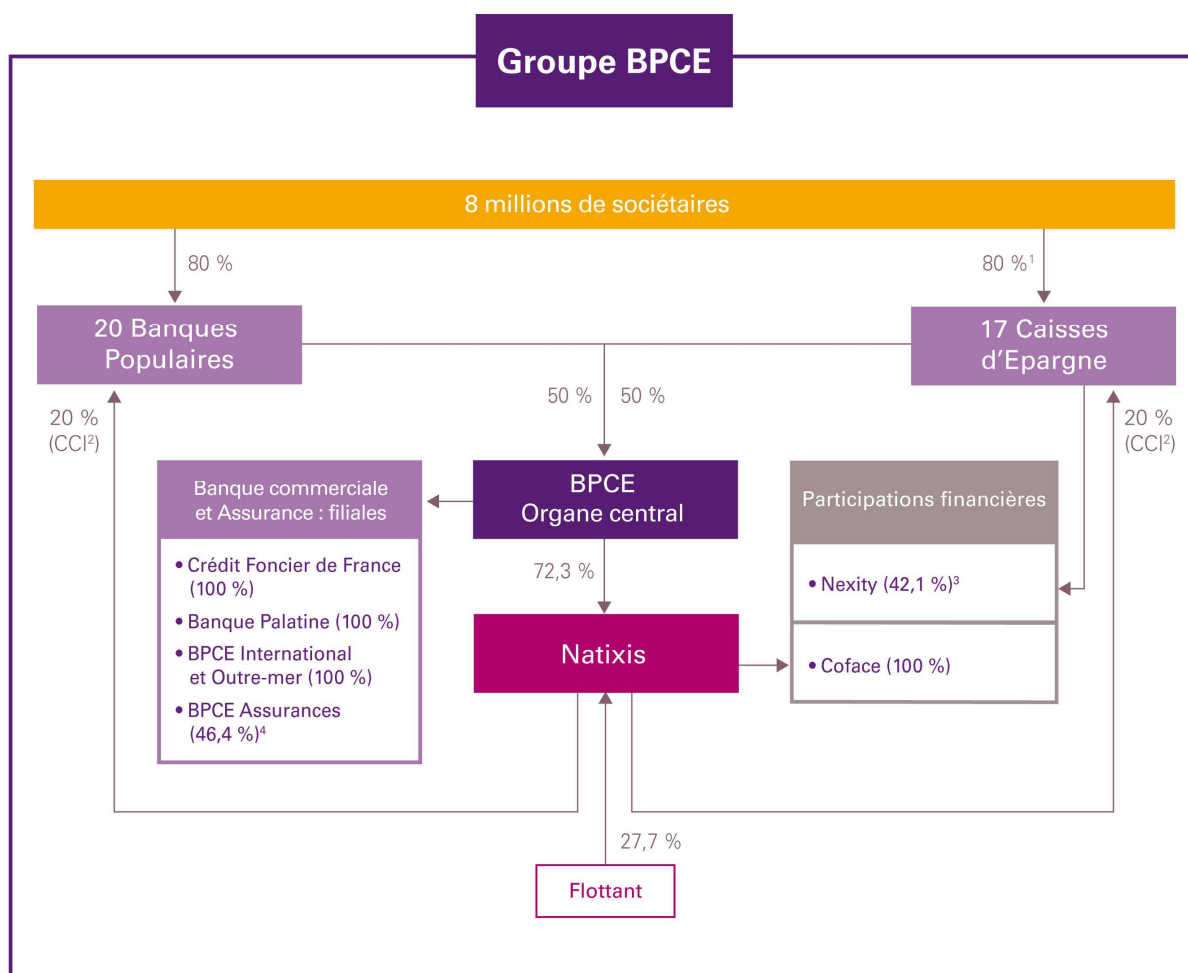 Groupe BPCE
8 millions de sociétaires
80 %
80 %¹
20 Banques
Populaires
17 Caisses
d'Epargne
50 %
50 %
20 %
(CCI²)
20 %
(CCI²)
Banque commerciale
et Assurance : filiales
• Crédit Foncier de France
(100 %)
• Banque Palatine (100 %)
• BPCE International
et Outre-mer (100 %)
• BPCE Assurances
(46,4 %)⁴
BPCE
Organe central
72,3 %
Natixis
Participations financières
• Nexity (42,1 %)³
• Coface (100 %)
27,7 %
Flottant